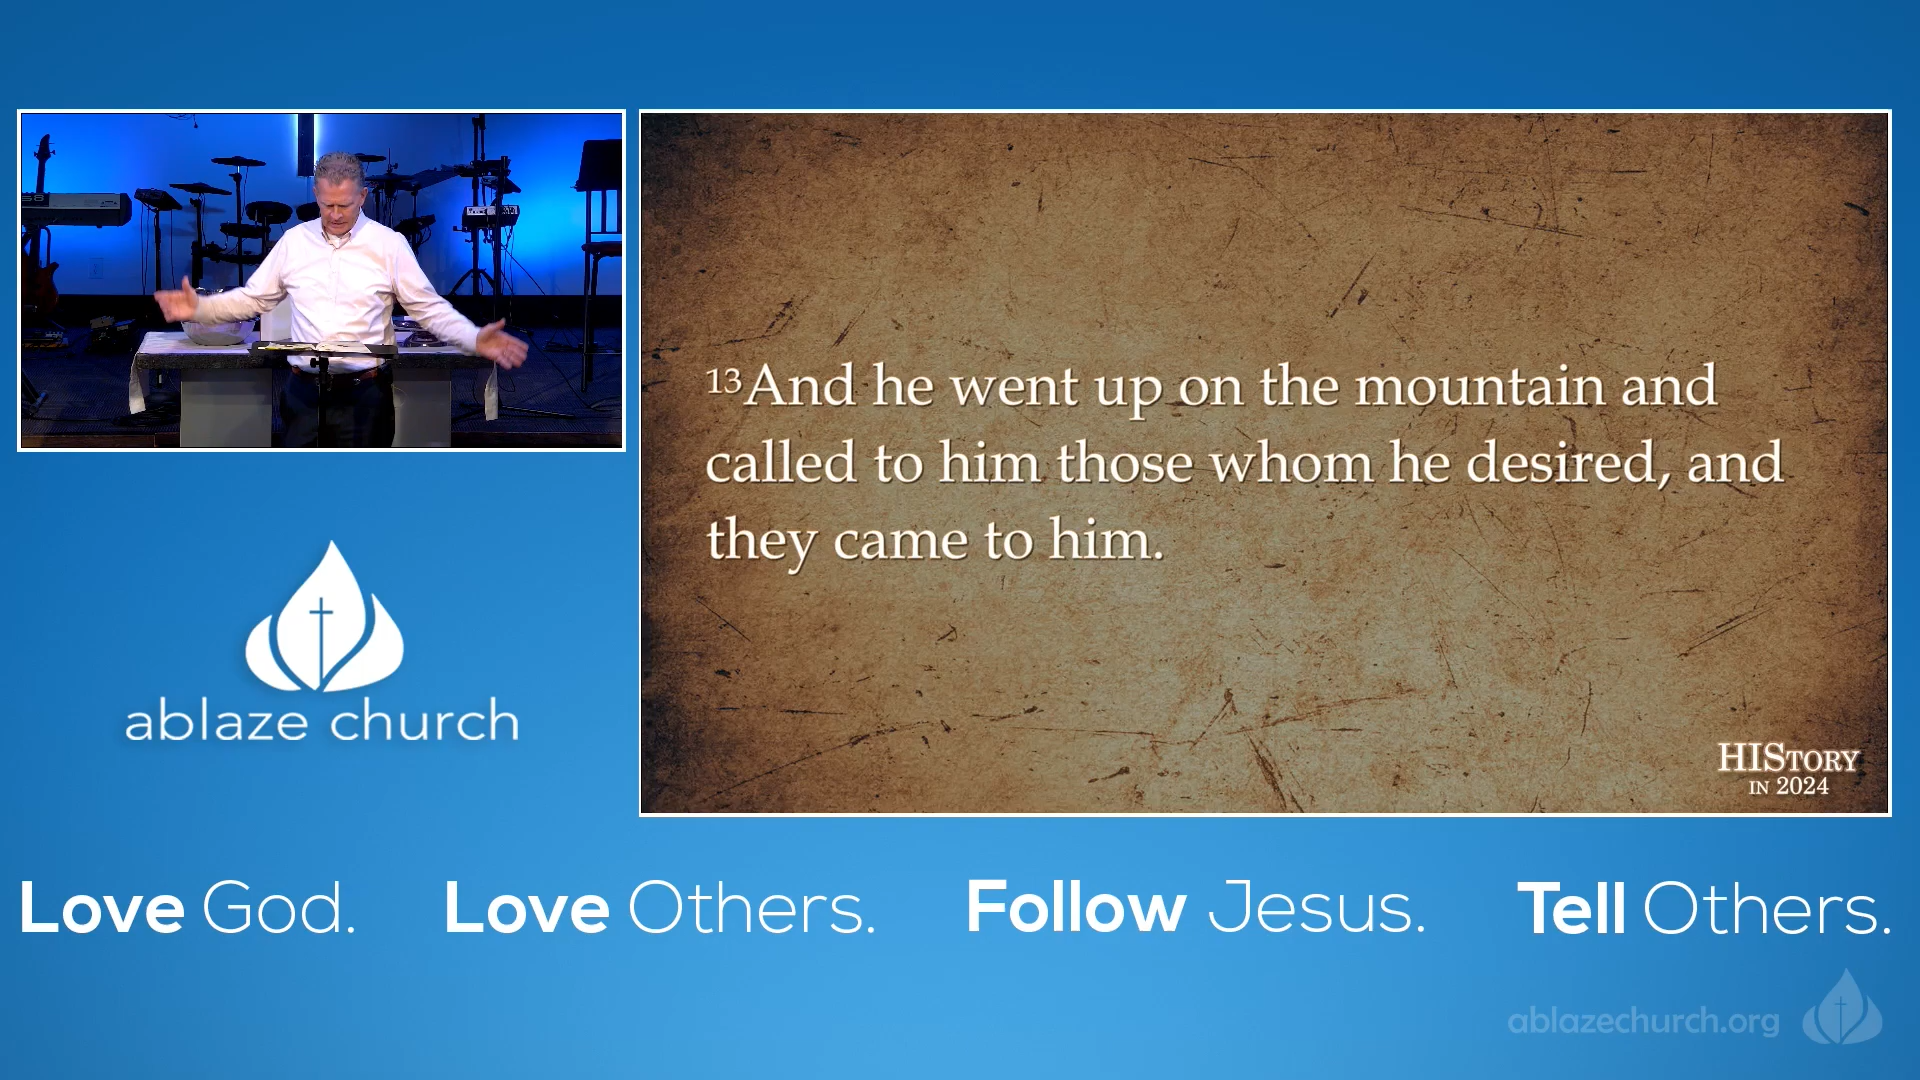 13And he went up on the mountain and
called to him those whom he desired, and
they came to him.
HIStory
in 2024
ablaze church
Love God. Love Others. Follow Jesus. Tell Others.
ablazechurch.org